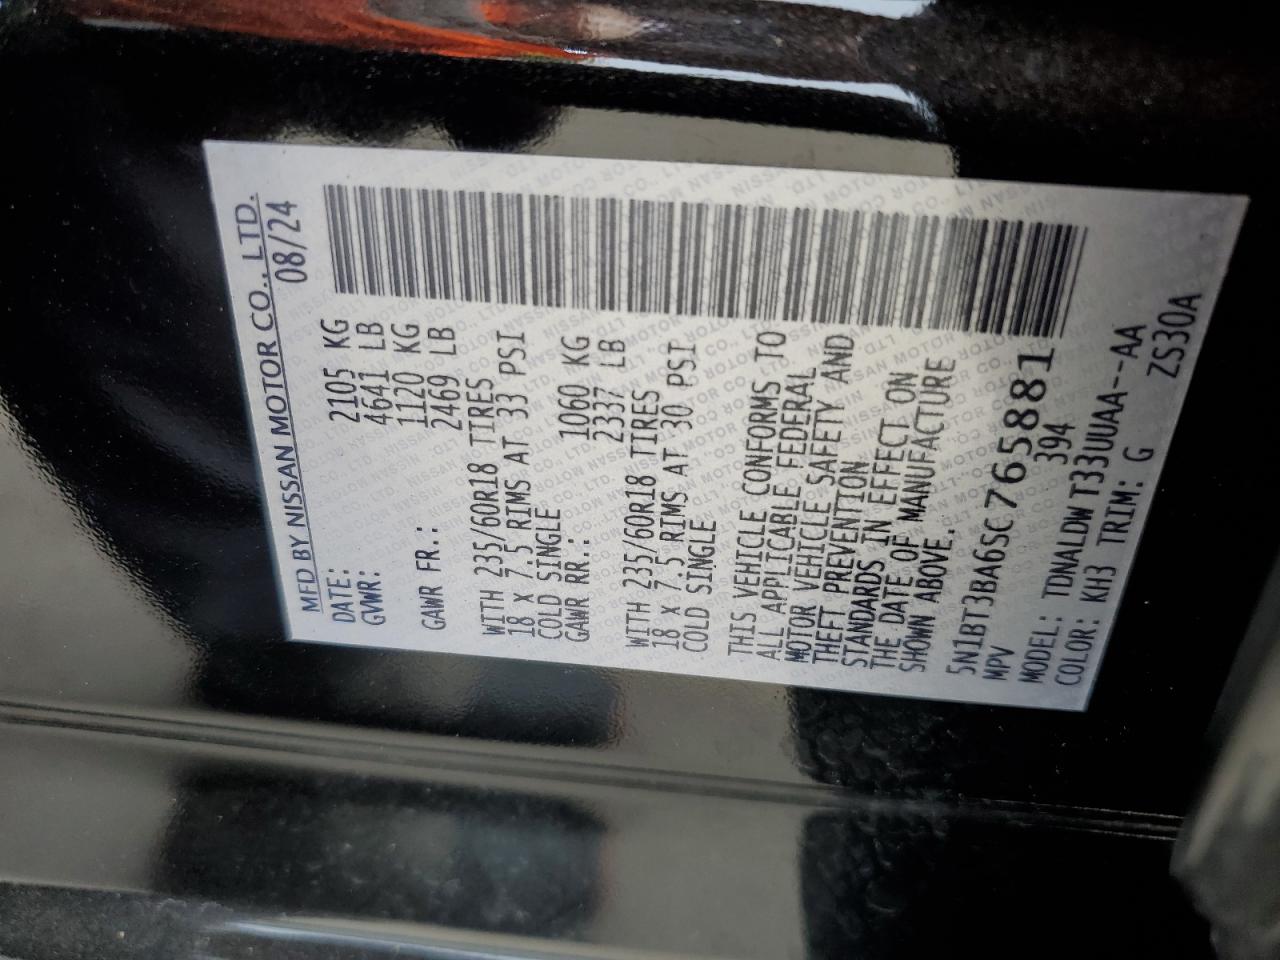 MFD BY NISSAN MOTOR CO., LTD.
DATE: 08/24
GVWR: 2105 KG
4641 LB
GAWR FR.: 1120 KG
2469 LB
WITH 235/60R18 TIRES
18 X 7.5 RIMS AT 33 PSI
COLD SINGLE
GAWR RR.: 1060 KG
2337 LB
WITH 235/60R18 TIRES
18 X 7.5 RIMS AT 30 PSI
COLD SINGLE
THIS VEHICLE CONFORMS TO
ALL APPLICABLE FEDERAL
MOTOR VEHICLE SAFETY AND
THEFT PREVENTION
STANDARDS IN EFFECT ON
THE DATE OF MANUFACTURE
SHOWN ABOVE.:
5N1BT3BA6SC765881
MPV 394
MODEL: TDNALDW T33UUAA--AA
COLOR: KH3 TRIM: G ZS30A